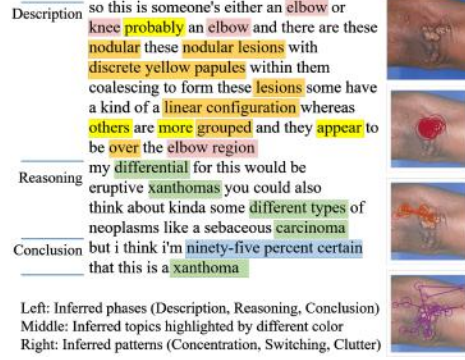 Description
so this is someone's either an elbow or
knee probably an elbow and there are these
nodular these nodular lesions with
discrete yellow papules within them
coalescing to form these lesions some have
a kind of a linear configuration whereas
others are more grouped and they appear to
be over the elbow region
Reasoning
my differential for this would be
eruptive xanthomas you could also
think about kinda some different types of
neoplasms like a sebaceous carcinoma
Conclusion
but i think i'm ninety-five percent certain
that this is a xanthoma
Left: Inferred phases (Description, Reasoning, Conclusion)
Middle: Inferred topics highlighted by different color
Right: Inferred patterns (Concentration, Switching, Clutter)